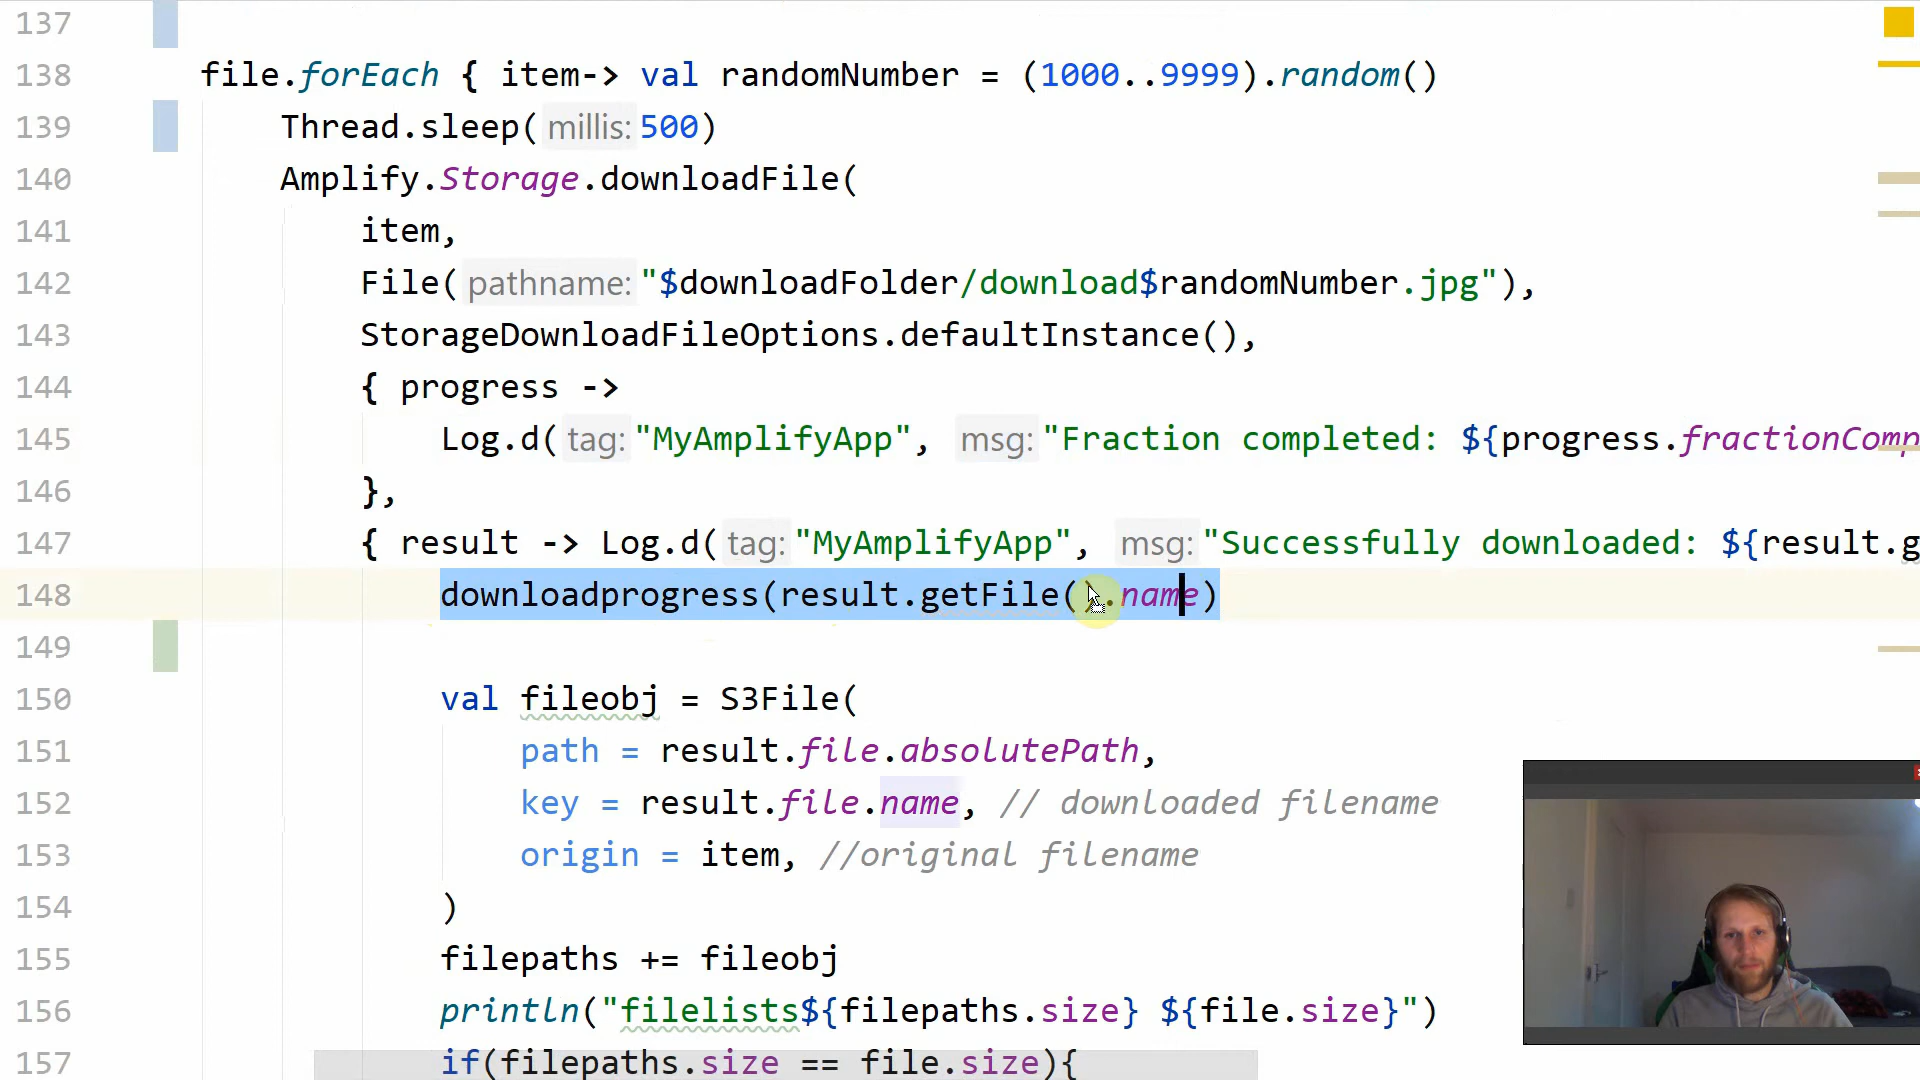 137
138 file.forEach { item-> val randomNumber = (1000..9999).random()
139 Thread.sleep( millis: 500)
140 Amplify.Storage.downloadFile(
141 item,
142 File( pathname: "$downloadFolder/download$randomNumber.jpg"),
143 StorageDownloadFileOptions.defaultInstance(),
144 { progress ->
145 Log.d( tag: "MyAmplifyApp", msg: "Fraction completed: ${progress.fractionComp
146 },
147 { result -> Log.d( tag: "MyAmplifyApp", msg: "Successfully downloaded: ${result.g
148 downloadprogress(result.getFile().name)
149
150 val fileobj = S3File(
151 path = result.file.absolutePath,
152 key = result.file.name, // downloaded filename
153 origin = item, //original filename
154 )
155 filepaths += fileobj
156 println("filelists${filepaths.size} ${file.size}")
157 if(filepaths.size == file.size){